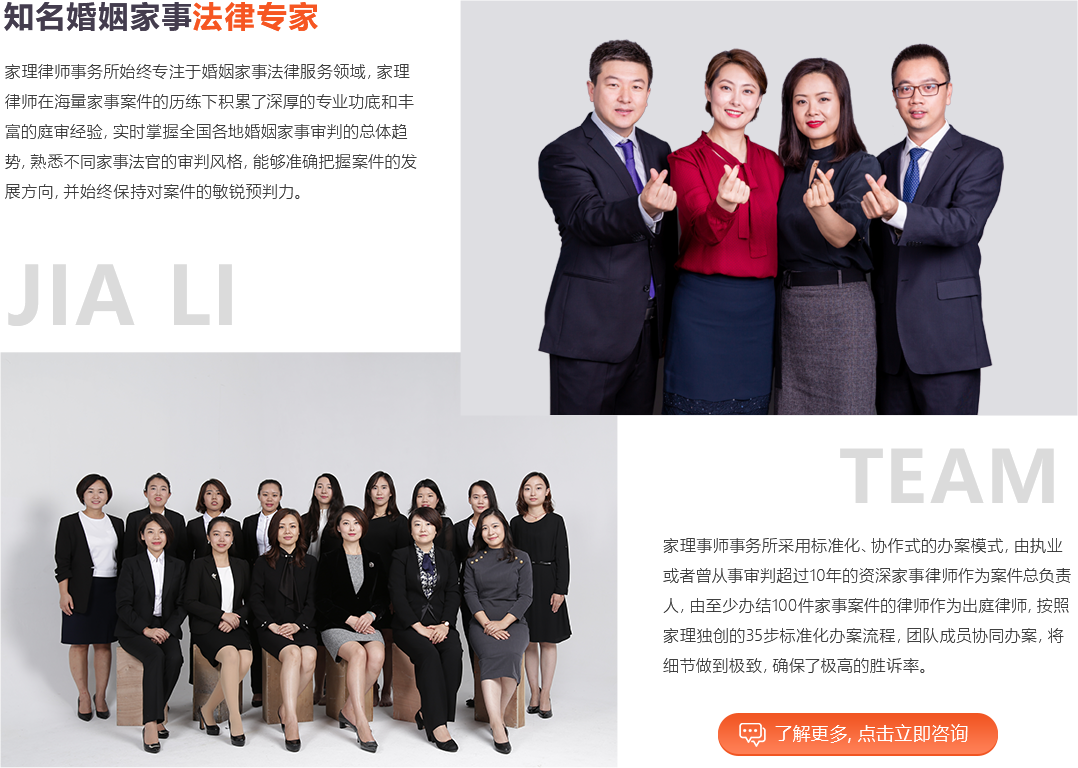 知名婚姻家事法律专家
家理律师事务所始终专注于婚姻家事法律服务领域, 家理
律师在海量家事案件的历练下积累了深厚的专业功底和丰
富的庭审经验, 实时掌握全国各地婚姻家事审判的总体趋
势, 熟悉不同家事法官的审判风格, 能够准确把握案件的发
展方向, 并始终保持对案件的敏锐预判力。
JIA LI
TEAM
家理事师事务所采用标准化、协作式的办案模式, 由执业
或者曾从事审判超过10年的资深家事律师作为案件总负责
人, 由至少办结100件家事案件的律师作为出庭律师, 按照
家理独创的35步标准化办案流程, 团队成员协同办案, 将
细节做到极致, 确保了极高的胜诉率。
了解更多, 点击立即咨询